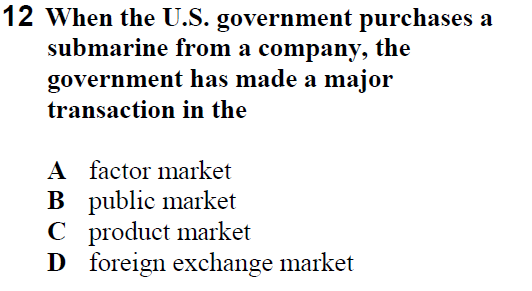 12 When the U.S. government purchases a
submarine from a company, the
government has made a major
transaction in the
A factor market
B public market
C product market
D foreign exchange market